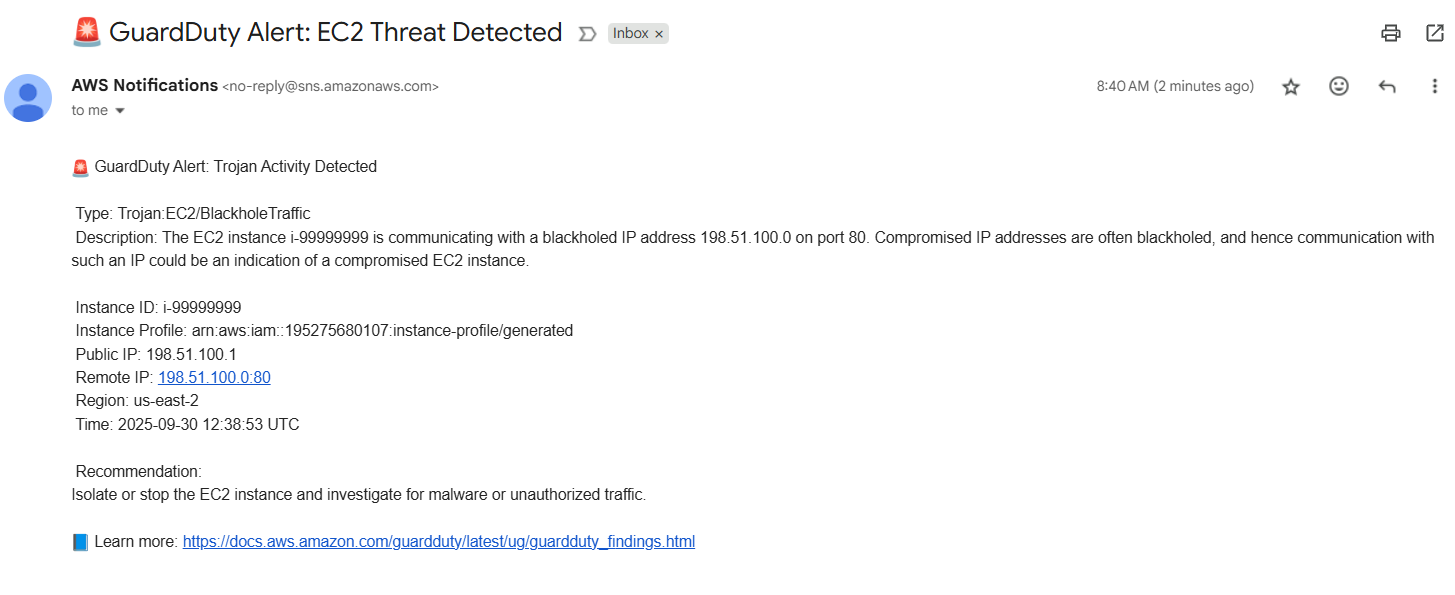 🚨 GuardDuty Alert: EC2 Threat Detected Inbox ×
AWS Notifications <no-reply@sns.amazonaws.com> 8:40 AM (2 minutes ago)
to me
🚨 GuardDuty Alert: Trojan Activity Detected
Type: Trojan:EC2/BlackholeTraffic
Description: The EC2 instance i-99999999 is communicating with a blackholed IP address 198.51.100.0 on port 80. Compromised IP addresses are often blackholed, and hence communication with
such an IP could be an indication of a compromised EC2 instance.
Instance ID: i-99999999
Instance Profile: arn:aws:iam::195275680107:instance-profile/generated
Public IP: 198.51.100.1
Remote IP: 198.51.100.0:80
Region: us-east-2
Time: 2025-09-30 12:38:53 UTC
Recommendation:
Isolate or stop the EC2 instance and investigate for malware or unauthorized traffic.
📘 Learn more: https://docs.aws.amazon.com/guardduty/latest/ug/guardduty_findings.html